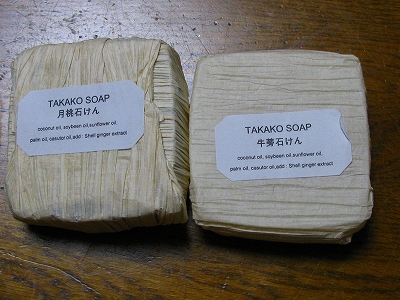 TAKAKO SOAP
月桃石けん
coconut oil, soybeen oil,sunflower oil,
palm oil, casutor oil,add : Shell ginger extract
TAKAKO SOAP
牛蒡石けん
coconut oil, soybeen oil,sunflower oil,
palm oil, casutor oil,add : Shell ginger extract